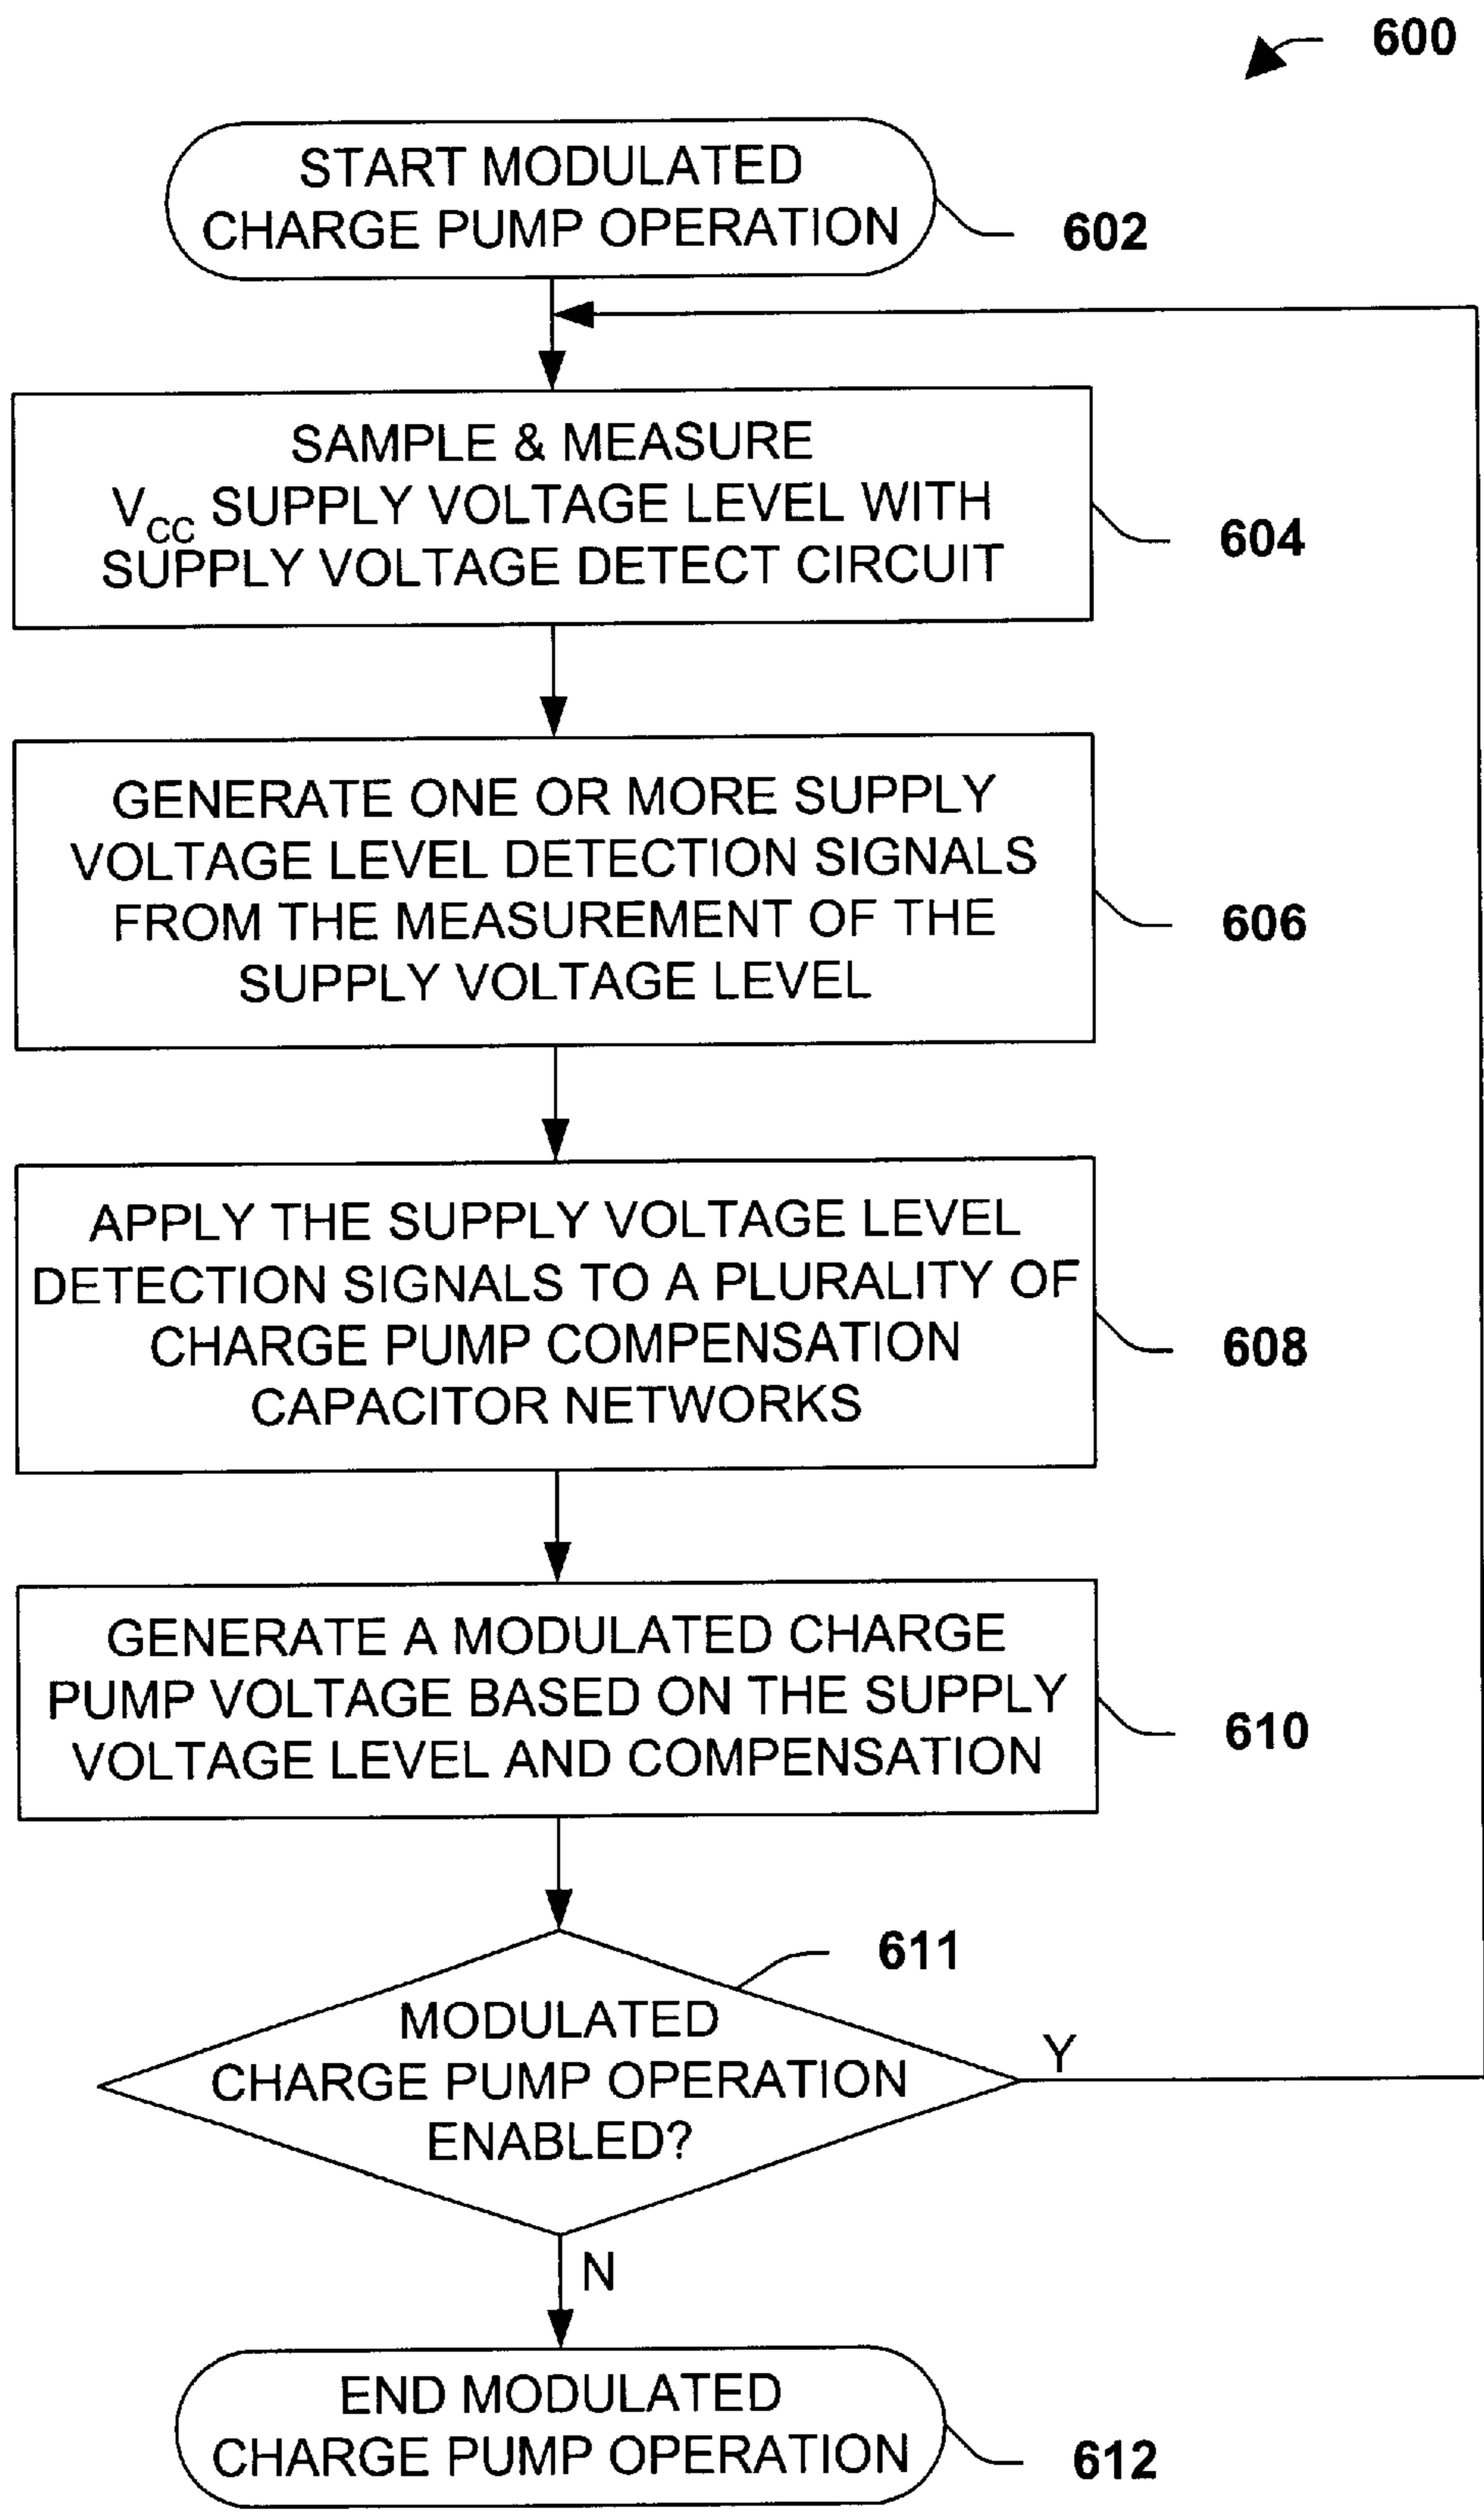 600
START MODULATED
CHARGE PUMP OPERATION
602
SAMPLE & MEASURE
VCC SUPPLY VOLTAGE LEVEL WITH
SUPPLY VOLTAGE DETECT CIRCUIT
604
GENERATE ONE OR MORE SUPPLY
VOLTAGE LEVEL DETECTION SIGNALS
FROM THE MEASUREMENT OF THE
SUPPLY VOLTAGE LEVEL
606
APPLY THE SUPPLY VOLTAGE LEVEL
DETECTION SIGNALS TO A PLURALITY OF
CHARGE PUMP COMPENSATION
CAPACITOR NETWORKS
608
GENERATE A MODULATED CHARGE
PUMP VOLTAGE BASED ON THE SUPPLY
VOLTAGE LEVEL AND COMPENSATION
610
611
MODULATED
CHARGE PUMP OPERATION
ENABLED?
Y
N
END MODULATED
CHARGE PUMP OPERATION
612